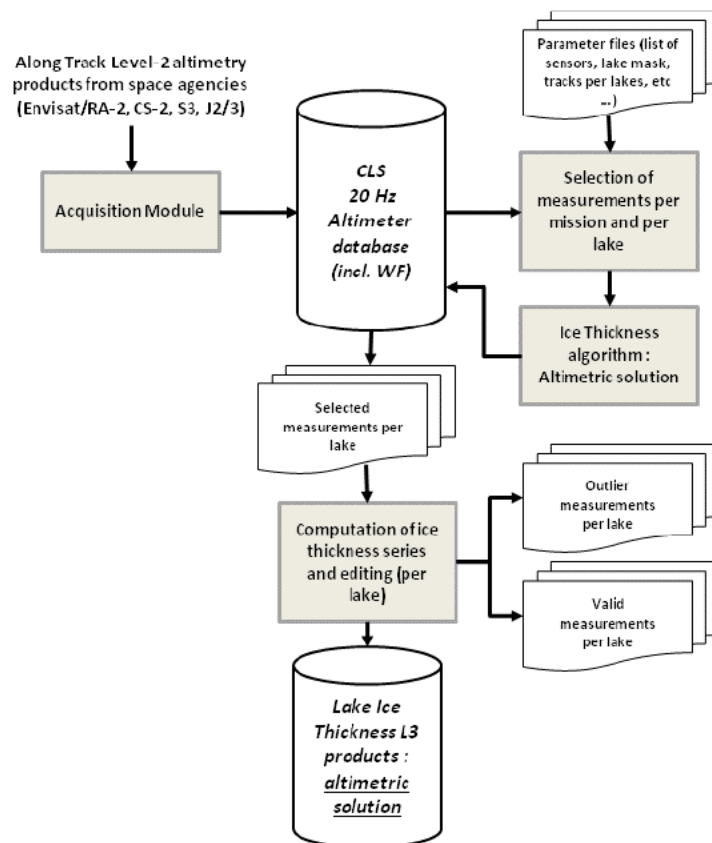 Along Track Level-2 altimetry
products from space agencies
(Envisat/RA-2, CS-2, S3, J2/3)
Parameter files (list of
sensors, lake mask,
tracks per lakes, etc
...)
Acquisition Module
CLS
20 Hz
Altimeter
database
(incl. WF)
Selection of
measurements per
mission and per
lake
Ice Thickness
algorithm :
Altimetric solution
Selected
measurements per
lake
Computation of ice
thickness series
and editing (per
lake)
Outlier
measurements
per lake
Valid
measurements
per lake
Lake Ice
Thickness L3
products :
altimetric
solution